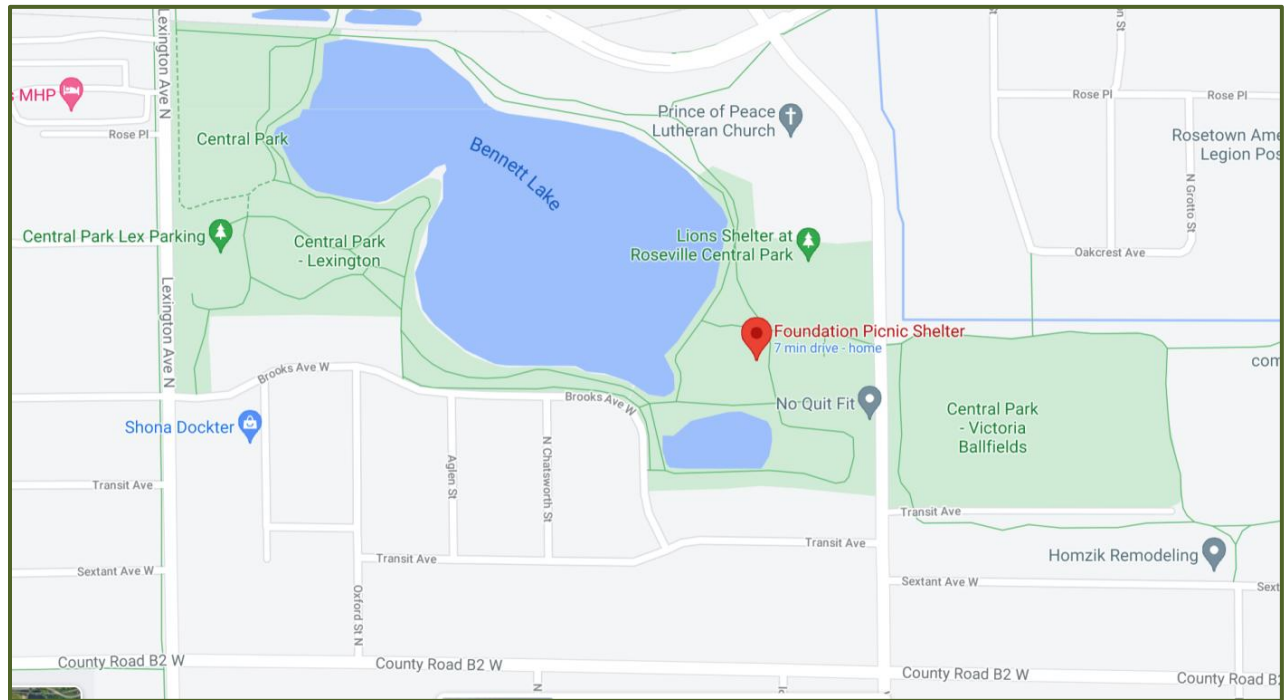 Lexington Ave N
MHP
Rose Pl
Central Park
Bennett Lake
Prince of Peace
Lutheran Church
Rose Pl
Rose Pl
Rosetown Ame
Legion Pos
N Grotto St
Central Park Lex Parking
Central Park
- Lexington
Lions Shelter at
Roseville Central Park
Oakcrest Ave
Lexington Ave N
Foundation Picnic Shelter
7 min drive - home
com
Brooks Ave W
Brooks Ave W
No Quit Fit
Central Park
- Victoria
Ballfields
Shona Dockter
Aglen St
N Chatsworth St
Transit Ave
Transit Ave
Transit Ave
Transit Ave
Homzik Remodeling
Sextant Ave W
Sextant Ave W
Sext
Oxford St N
County Road B2 W
County Road B2 W
County Road B2 W
County Road B
N